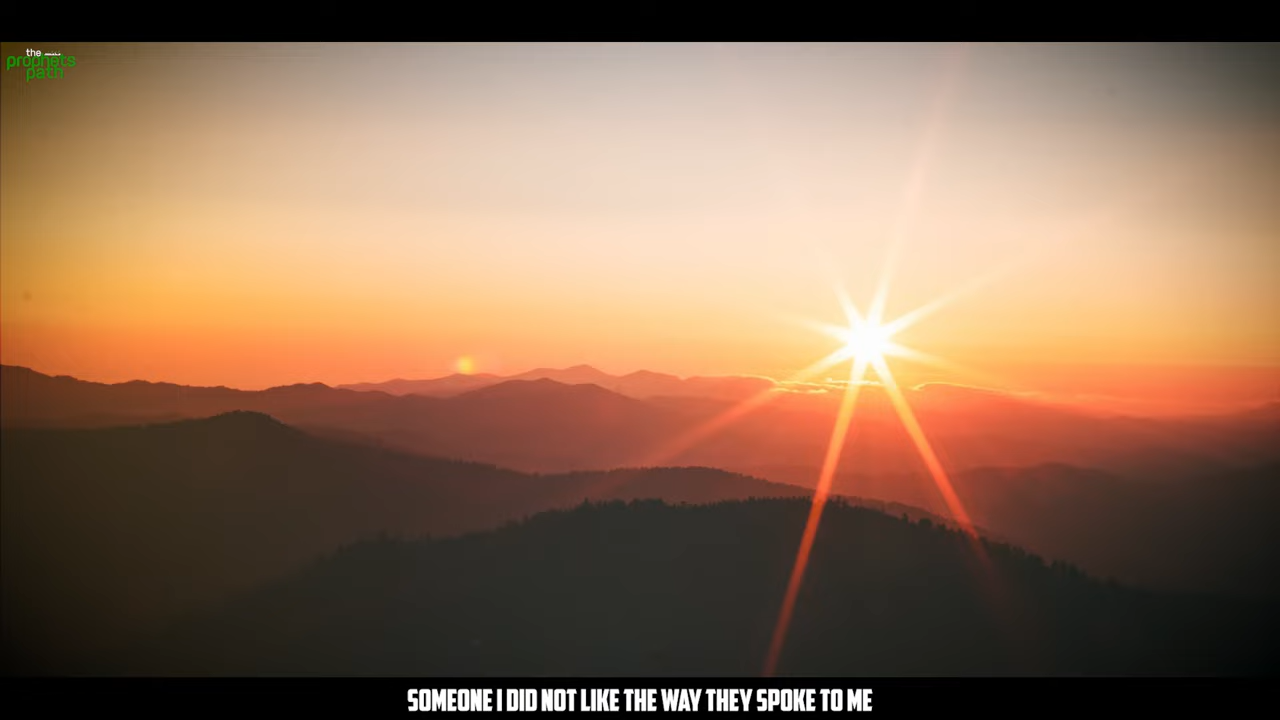 the
prophets
path
SOMEONE I DID NOT LIKE THE WAY THEY SPOKE TO ME